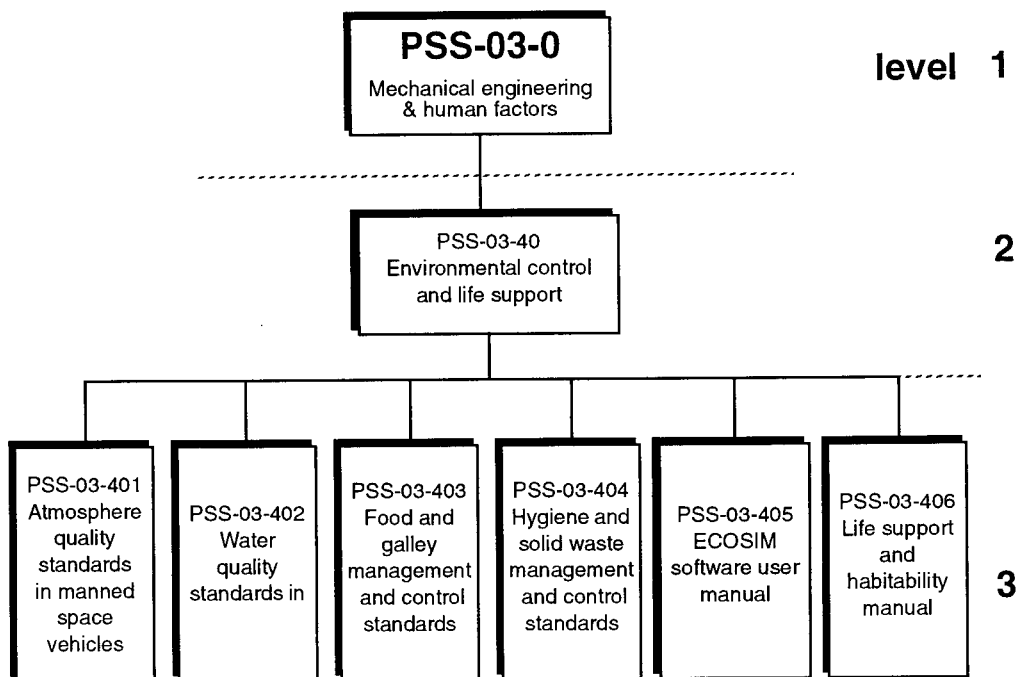 PSS-03-0
Mechanical engineering
& human factors
level 1
PSS-03-40
Environmental control
and life support
2
PSS-03-401
Atmosphere
quality
standards
in manned
space
vehicles
PSS-03-402
Water
quality
standards in
PSS-03-403
Food and
galley
management
and control
standards
PSS-03-404
Hygiene and
solid waste
management
and control
standards
PSS-03-405
ECOSIM
software user
manual
PSS-03-406
Life support
and
habitability
manual
3